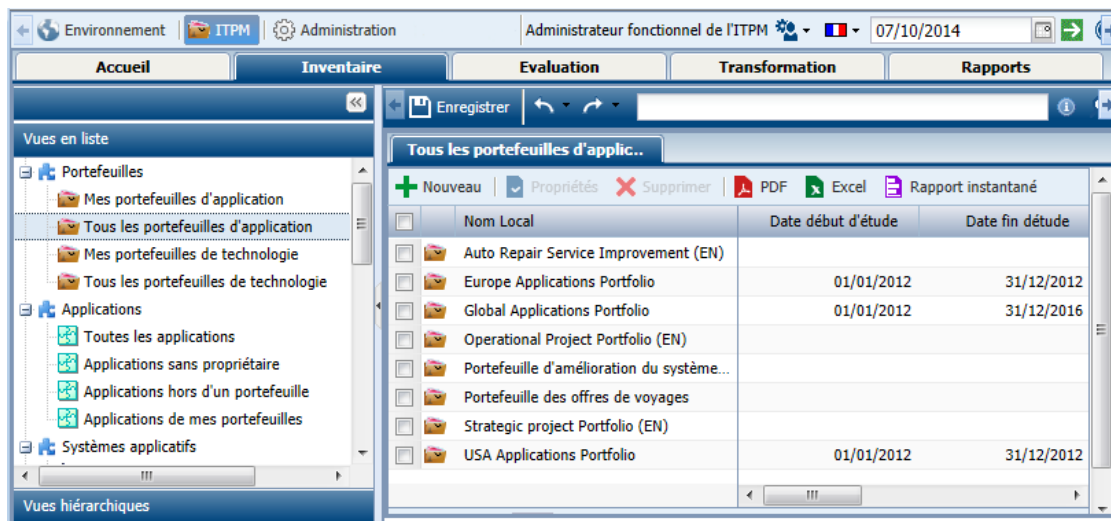 Environnement ITPM Administration Administrateur fonctionnel de l'ITPM 07/10/2014
Accueil Inventaire Evaluation Transformation Rapports
Enregistrer
Vues en liste
Tous les portefeuilles d'applic..
Portefeuilles
Mes portefeuilles d'application
Tous les portefeuilles d'application
Mes portefeuilles de technologie
Tous les portefeuilles de technologie
Applications
Toutes les applications
Applications sans propriétaire
Applications hors d'un portefeuille
Applications de mes portefeuilles
Systèmes applicatifs
Vues hiérarchiques
Nouveau Propriétés Supprimer PDF Excel Rapport instantané
Nom Local Date début d'étude Date fin détude
Auto Repair Service Improvement (EN)
Europe Applications Portfolio 01/01/2012 31/12/2012
Global Applications Portfolio 01/01/2012 31/12/2016
Operational Project Portfolio (EN)
Portefeuille d'amélioration du système...
Portefeuille des offres de voyages
Strategic project Portfolio (EN)
USA Applications Portfolio 01/01/2012 31/12/2012